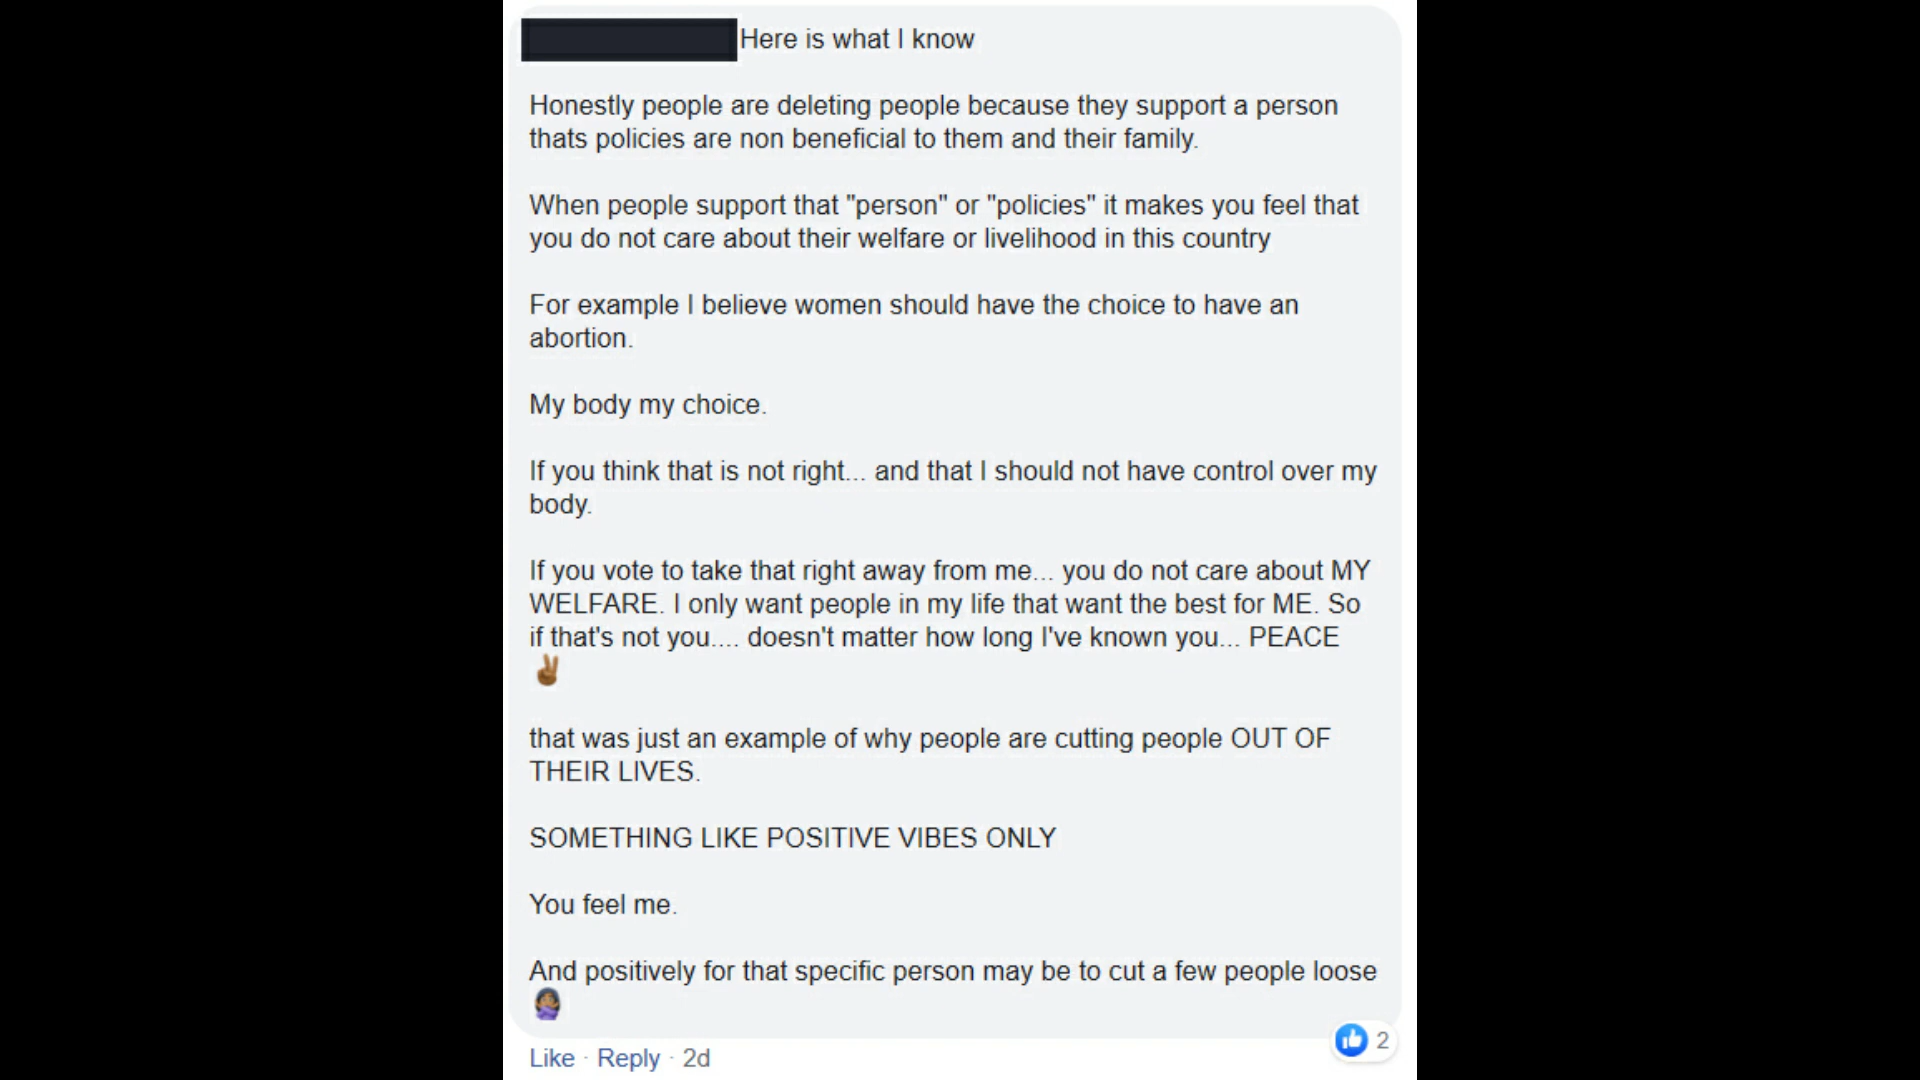 Here is what I know
Honestly people are deleting people because they support a person
thats policies are non beneficial to them and their family.
When people support that "person" or "policies" it makes you feel that
you do not care about their welfare or livelihood in this country
For example I believe women should have the choice to have an
abortion.
My body my choice.
If you think that is not right... and that I should not have control over my
body.
If you vote to take that right away from me... you do not care about MY
WELFARE. I only want people in my life that want the best for ME. So
if that's not you.... doesn't matter how long I've known you... PEACE
✌🏾
that was just an example of why people are cutting people OUT OF
THEIR LIVES.
SOMETHING LIKE POSITIVE VIBES ONLY
You feel me.
And positively for that specific person may be to cut a few people loose
🙅🏽‍♀️
Like · Reply · 2d
2